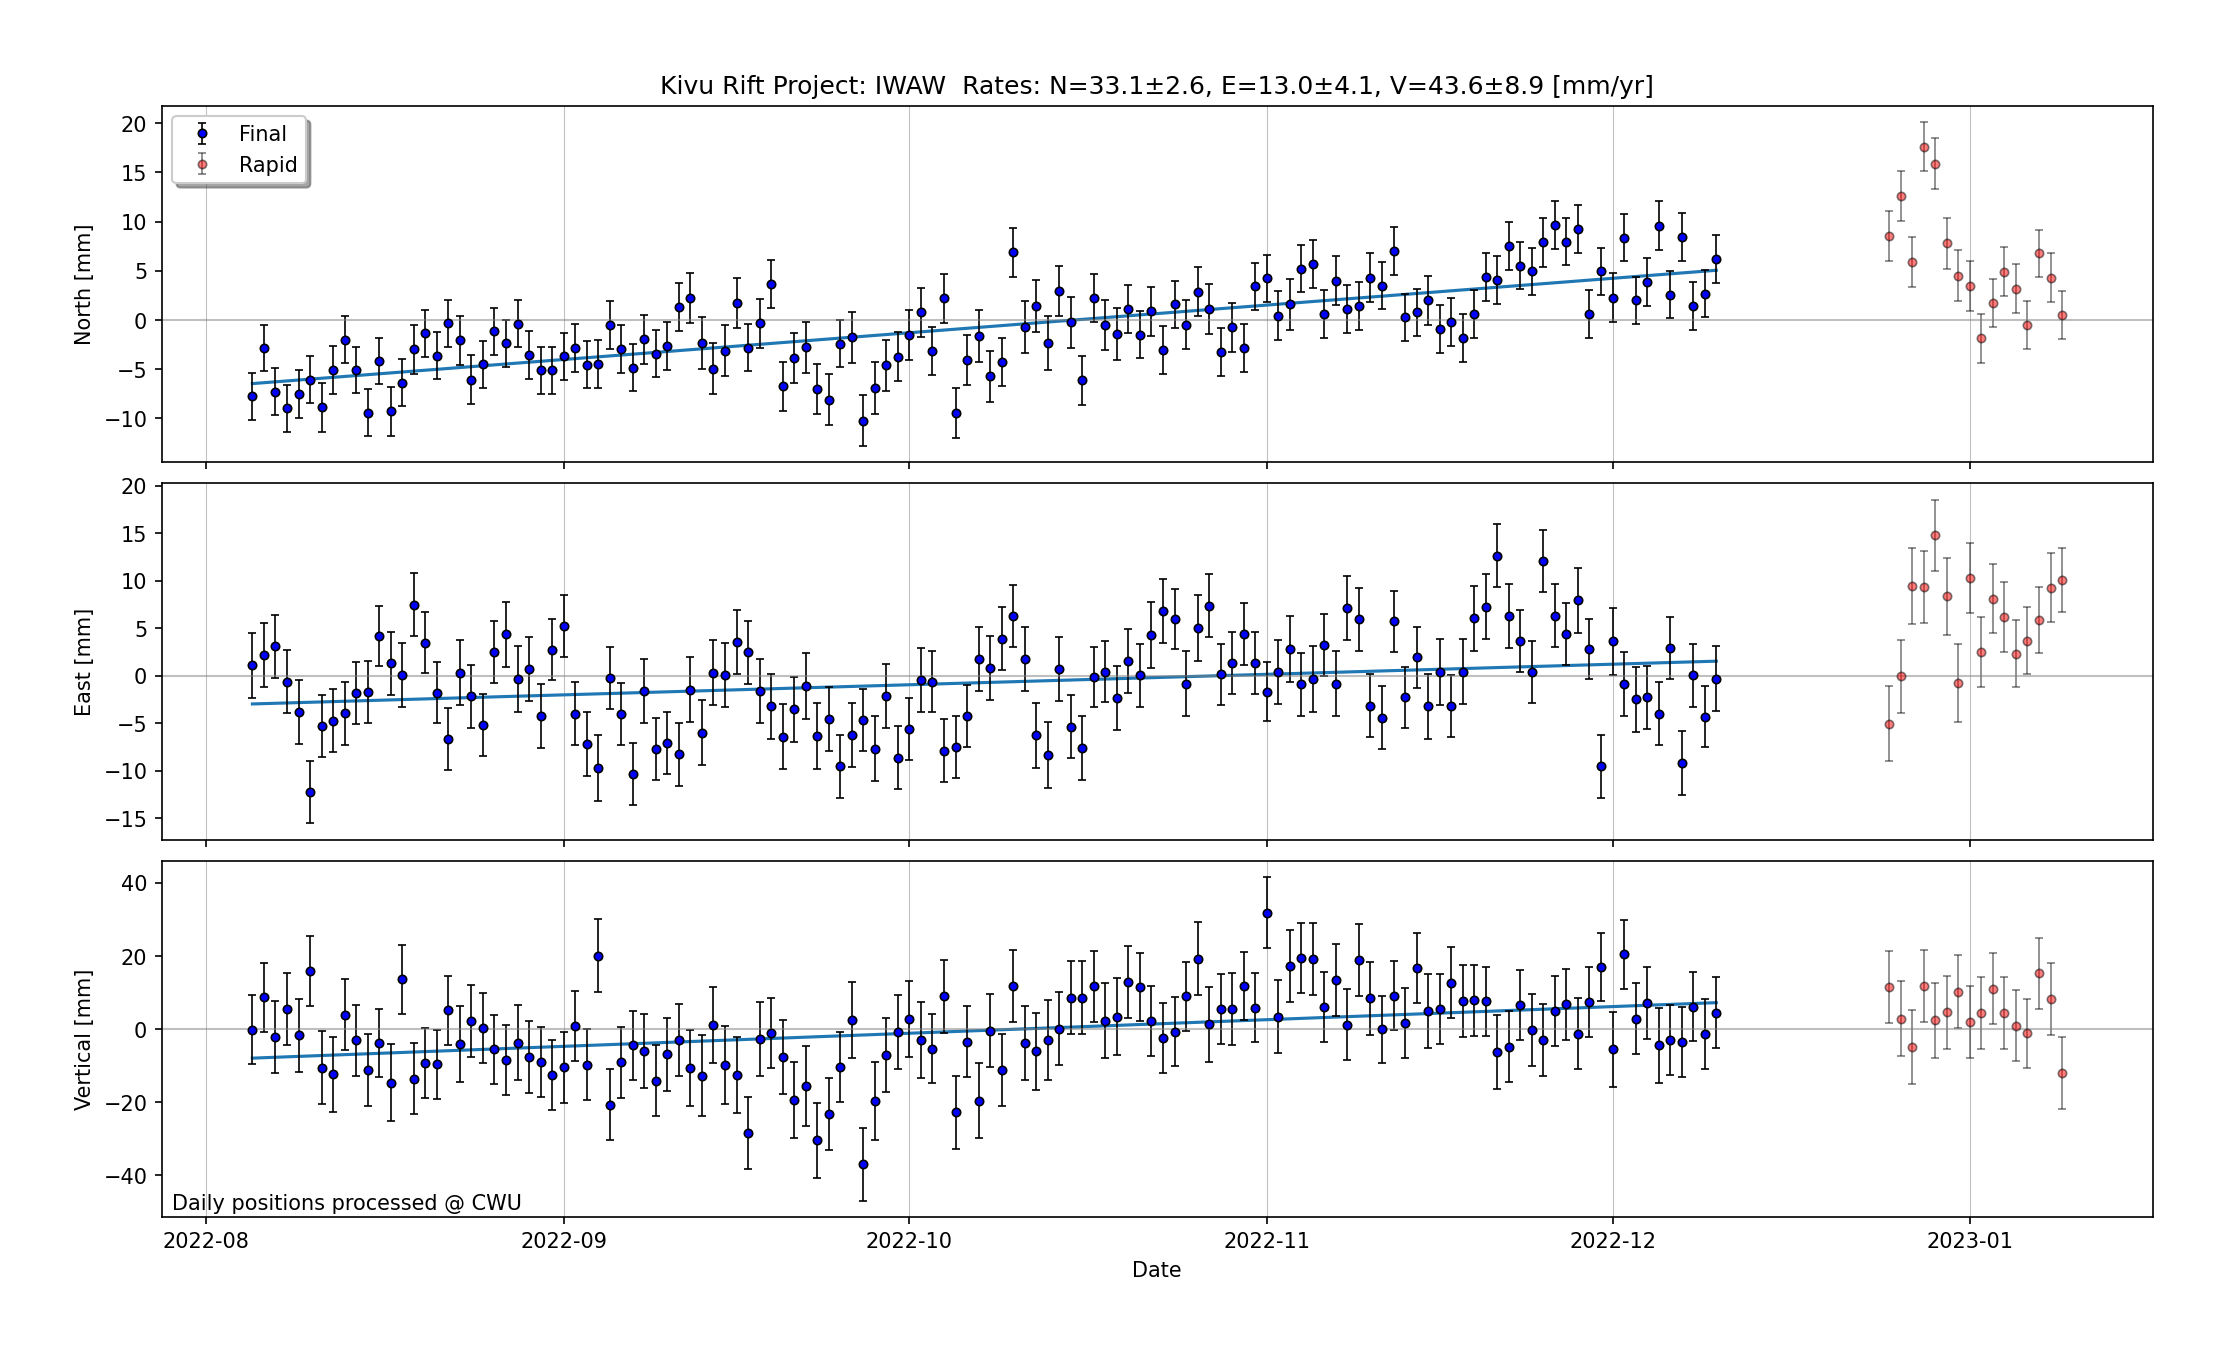 Kivu Rift Project: IWAW  Rates: N=33.1±2.6, E=13.0±4.1, V=43.6±8.9 [mm/yr]
Final
Rapid
North [mm]
20
15
10
5
0
−5
−10
East [mm]
20
15
10
5
0
−5
−10
−15
Vertical [mm]
40
20
0
−20
−40
Daily positions processed @ CWU
2022-08 2022-09 2022-10 2022-11 2022-12 2023-01
Date